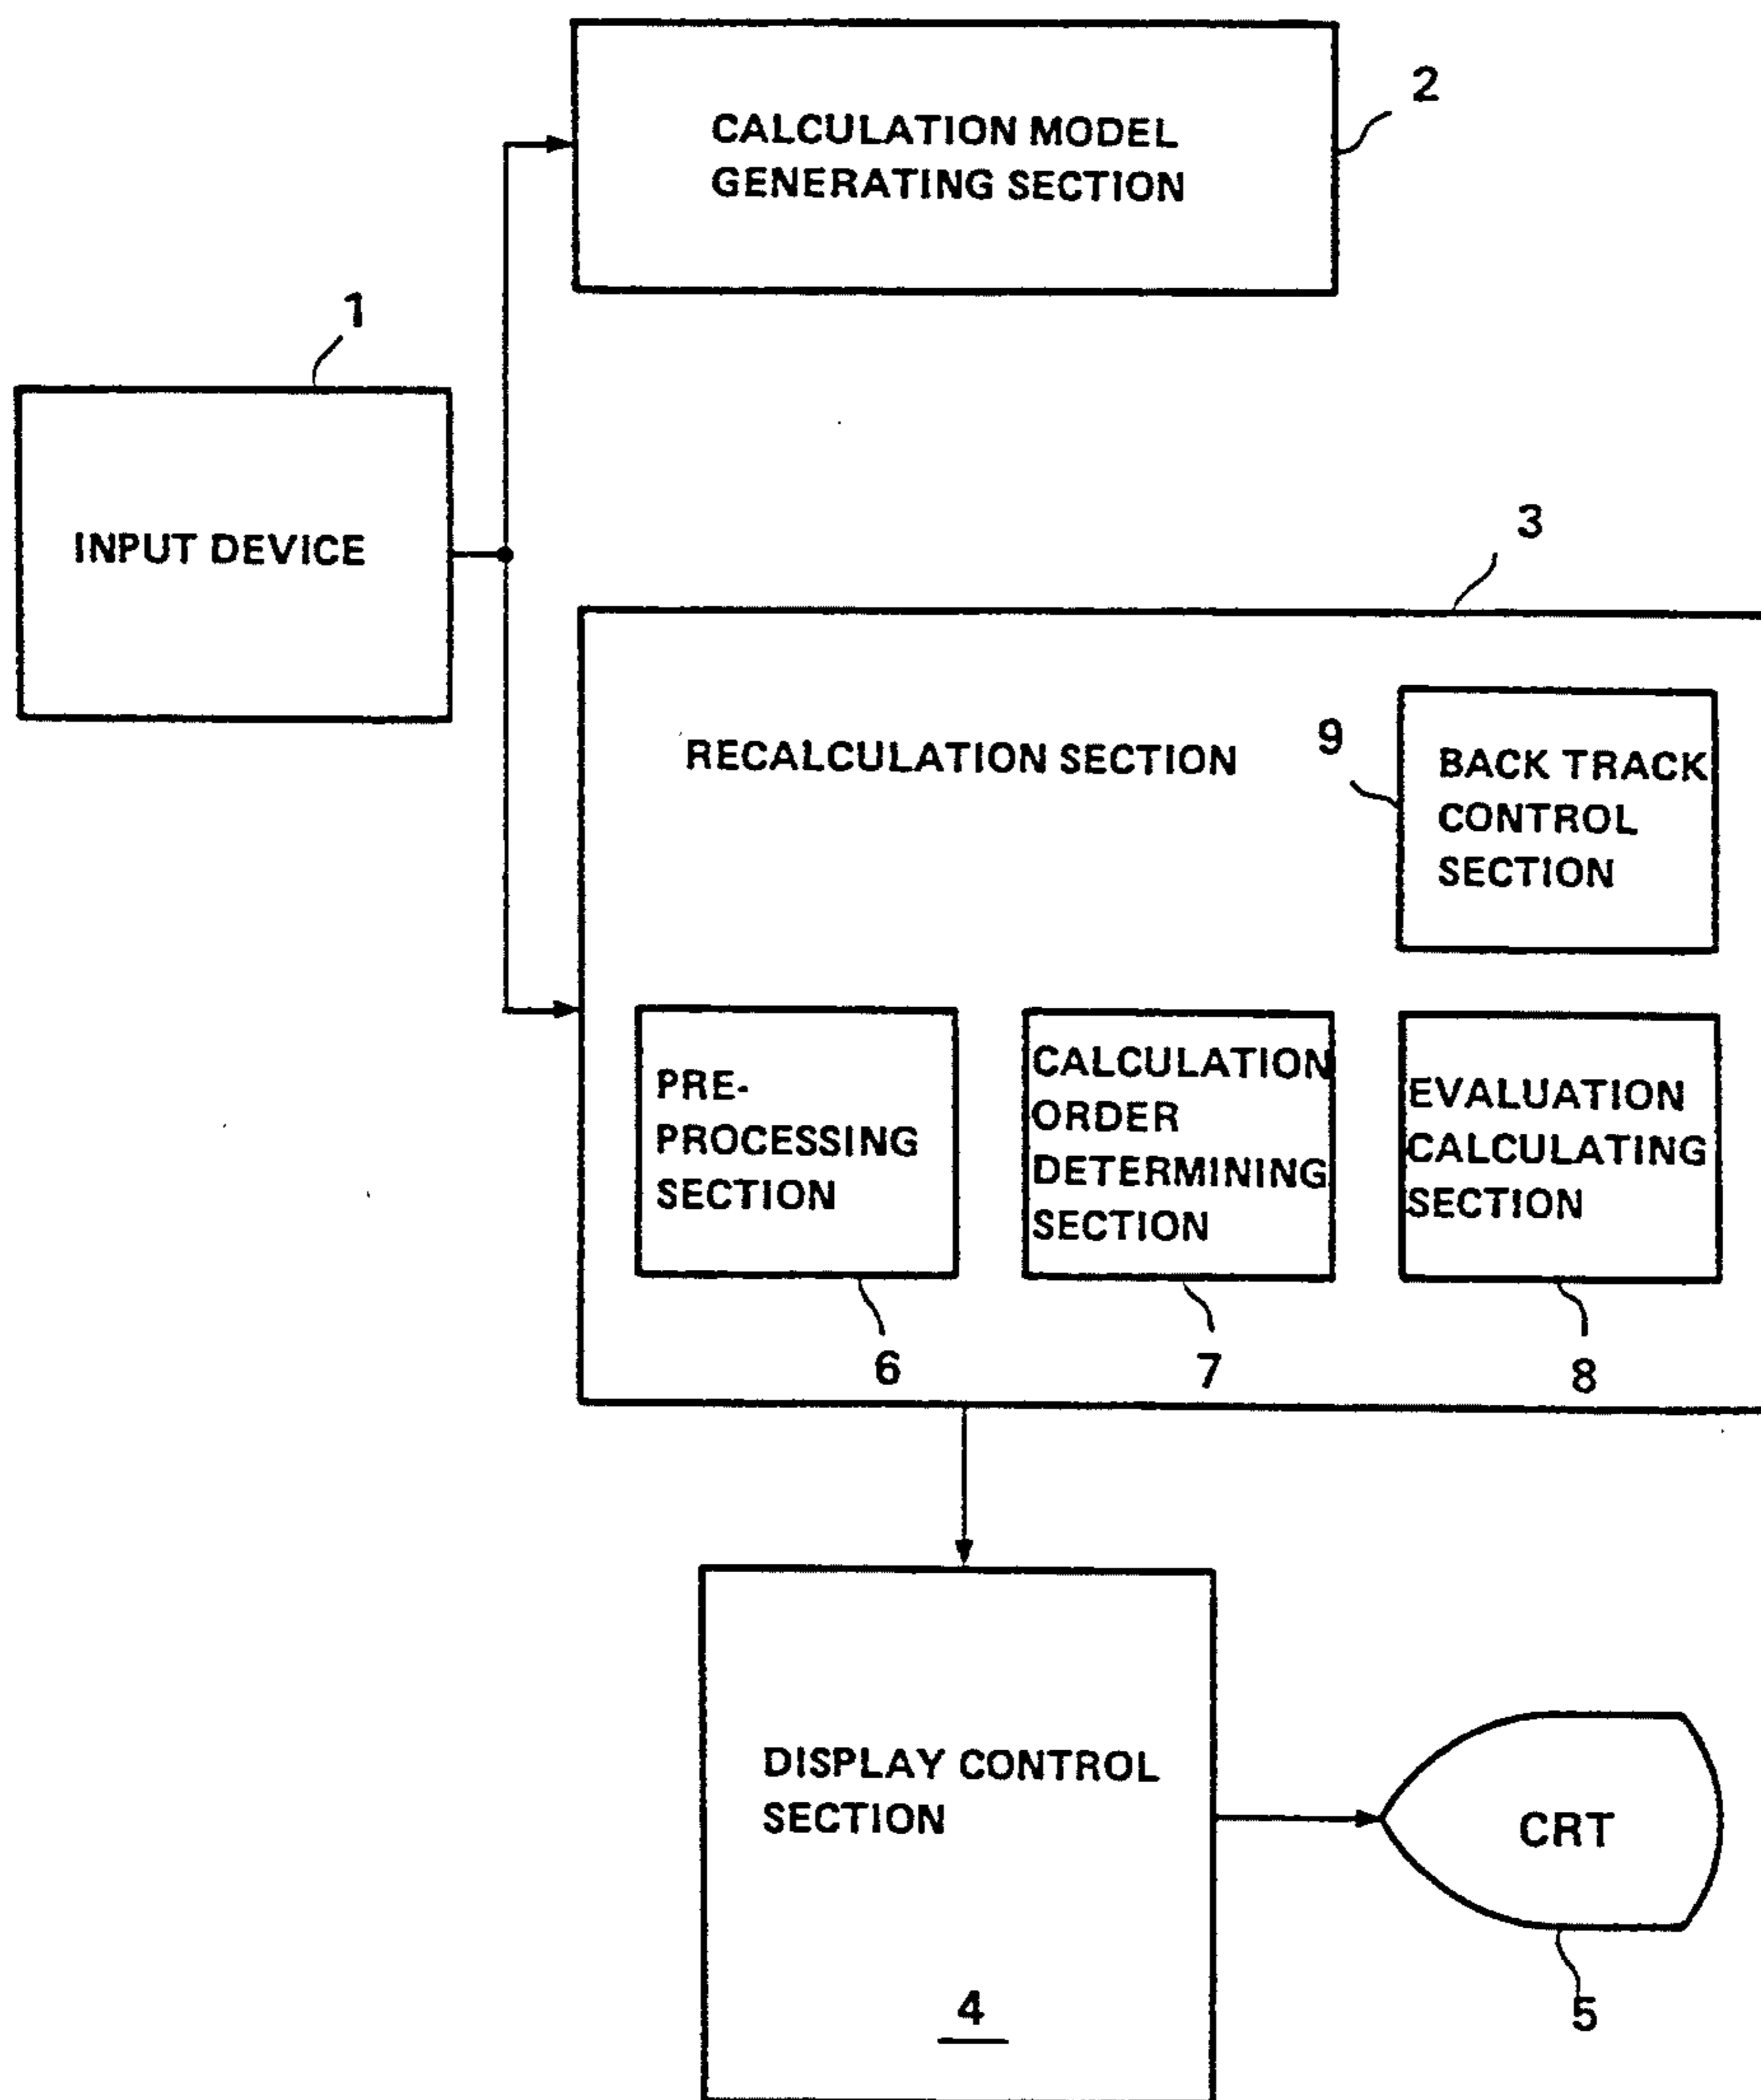 2
CALCULATION MODEL
GENERATING SECTION
1
INPUT DEVICE
3
RECALCULATION SECTION
9
BACK TRACK
CONTROL
SECTION
PRE-
PROCESSING
SECTION
CALCULATION
ORDER
DETERMINING
SECTION
EVALUATION
CALCULATING
SECTION
6
7
8
DISPLAY CONTROL
SECTION
4
CRT
5